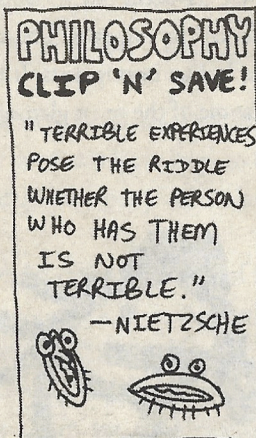 PHILOSOPHY
CLIP 'N' SAVE!
"TERRIBLE EXPERIENCES
POSE THE RIDDLE
WHETHER THE PERSON
WHO HAS THEM
IS NOT
TERRIBLE."
—NIETZSCHE